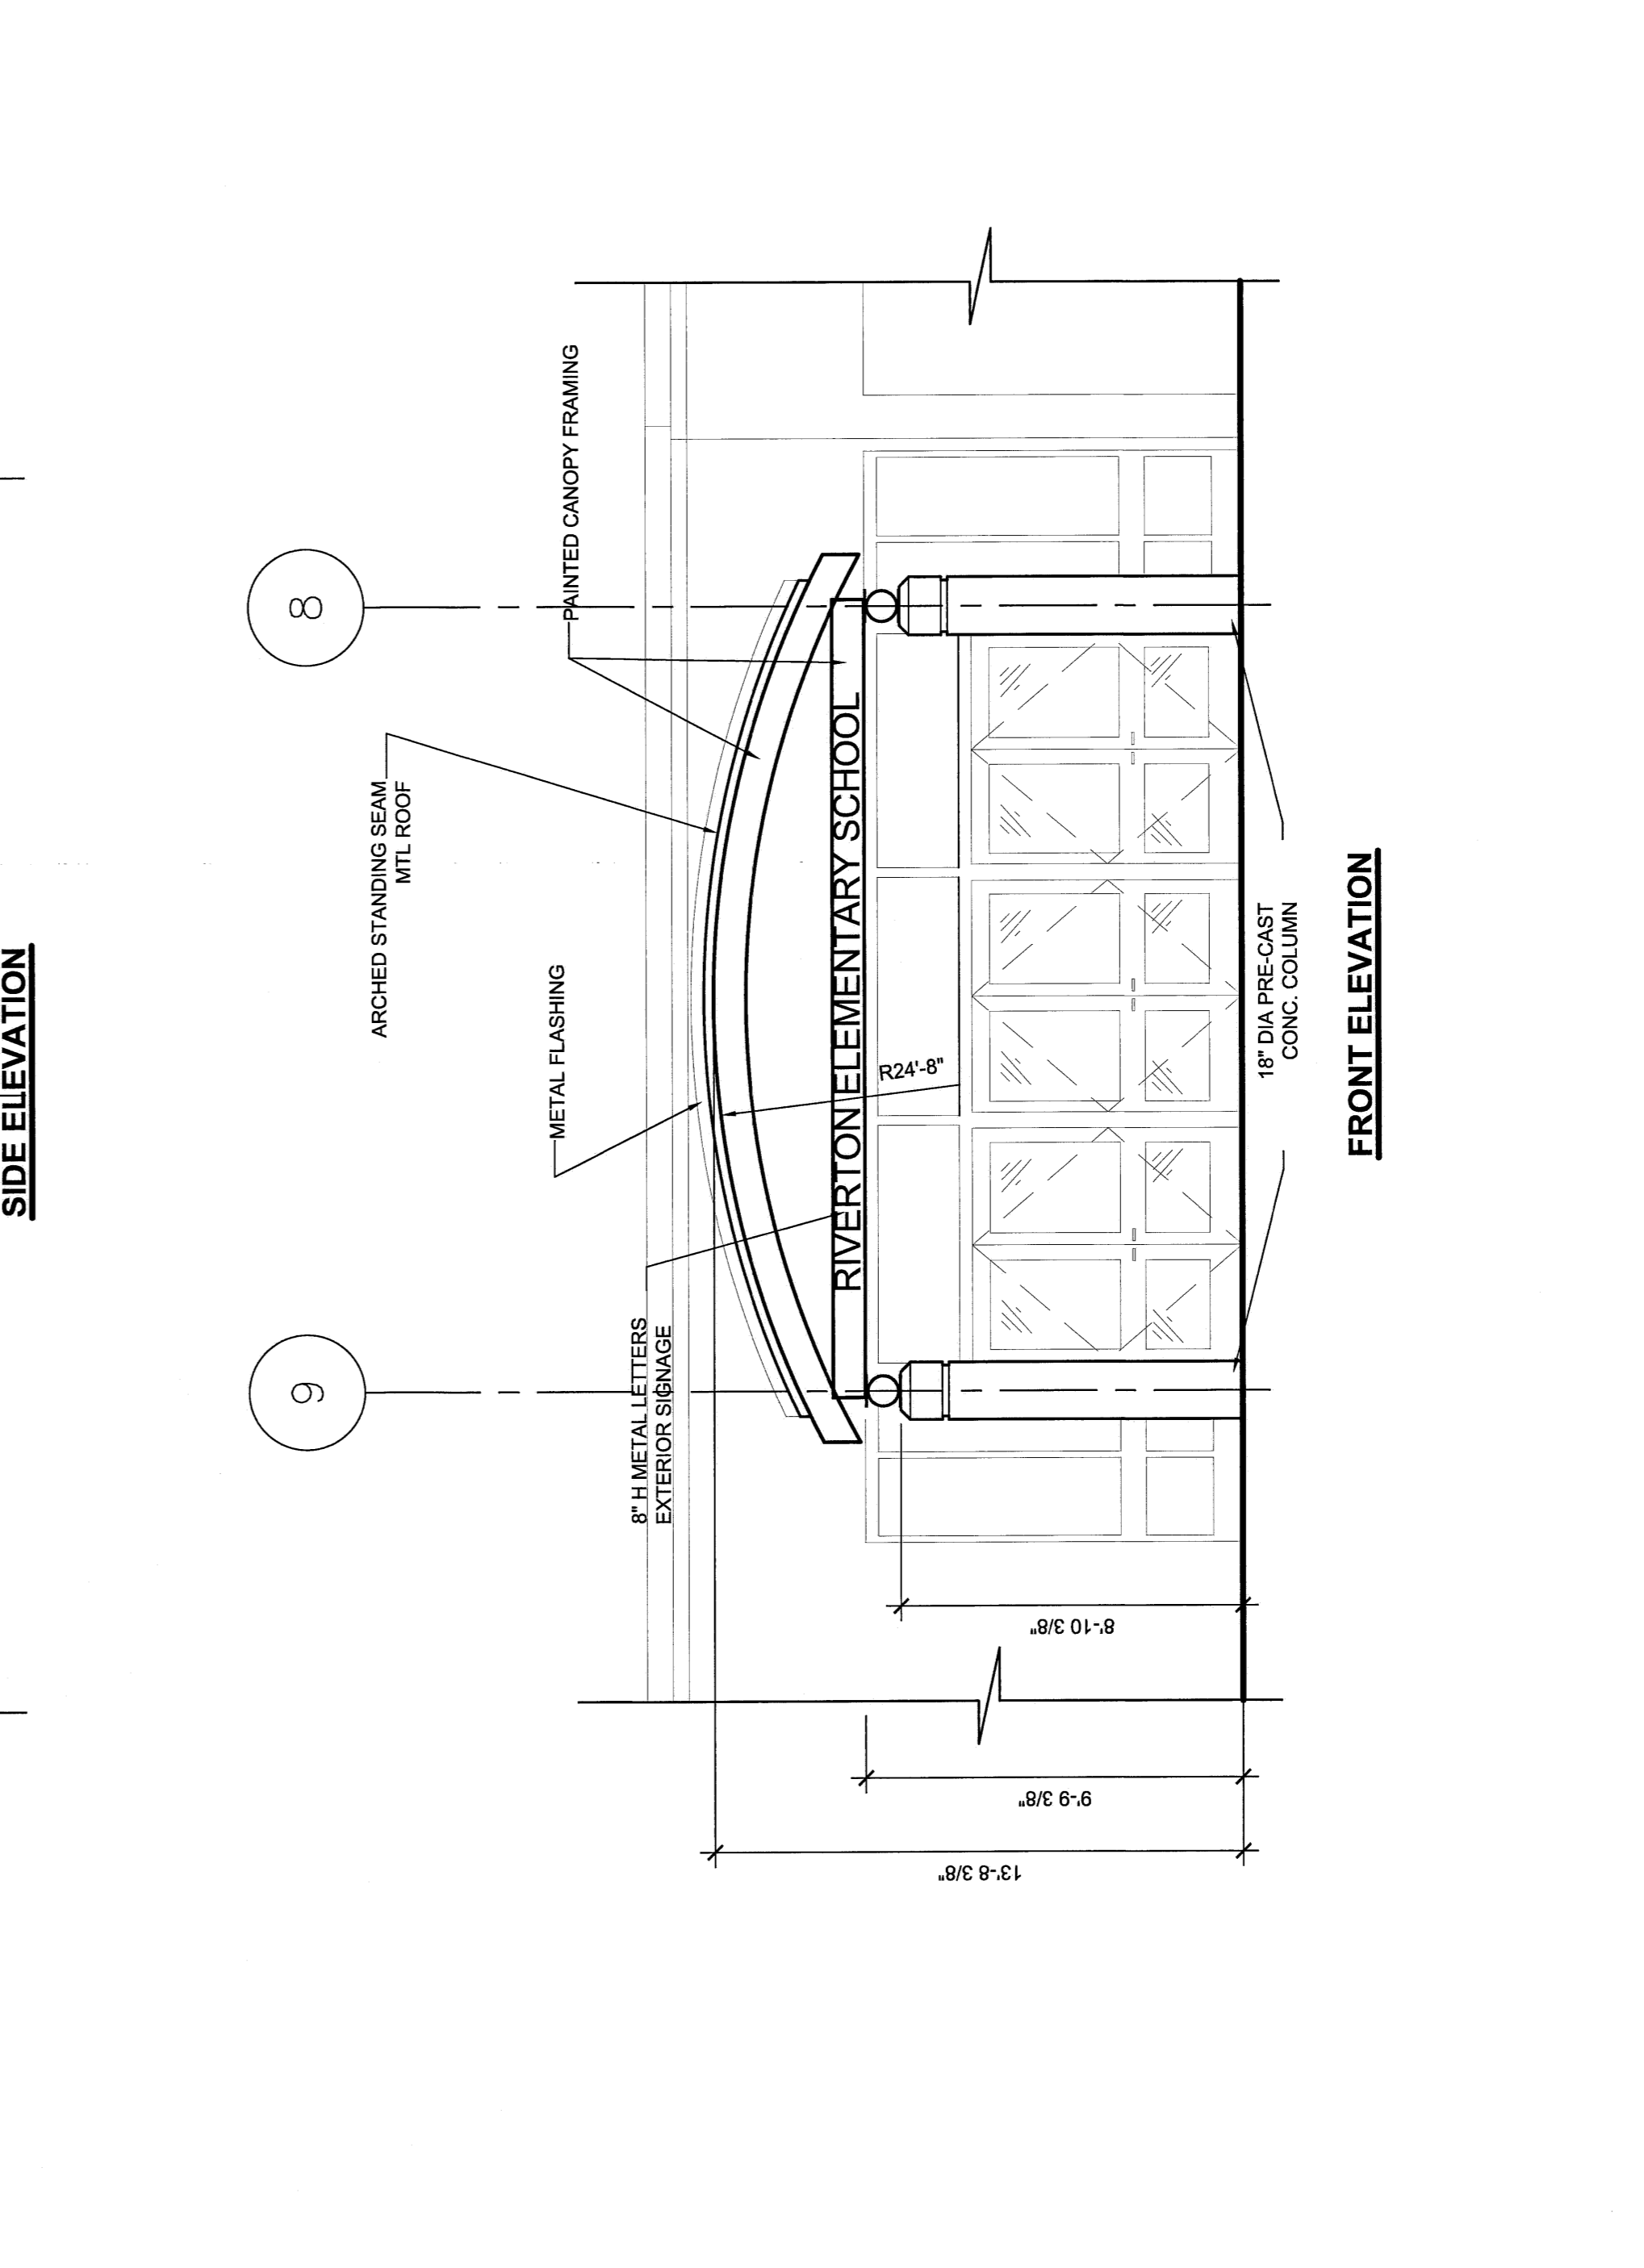 SIDE ELEVATION
9
8
ARCHED STANDING SEAM
MTL ROOF
METAL FLASHING
PAINTED CANOPY FRAMING
8" H METAL LETTERS
EXTERIOR SIGNAGE
RIVERTON ELEMENTARY SCHOOL
R24'-8"
13'-8 3/8"
9'-9 3/8"
8'-10 3/8"
18" DIA PRE-CAST
CONC. COLUMN
FRONT ELEVATION